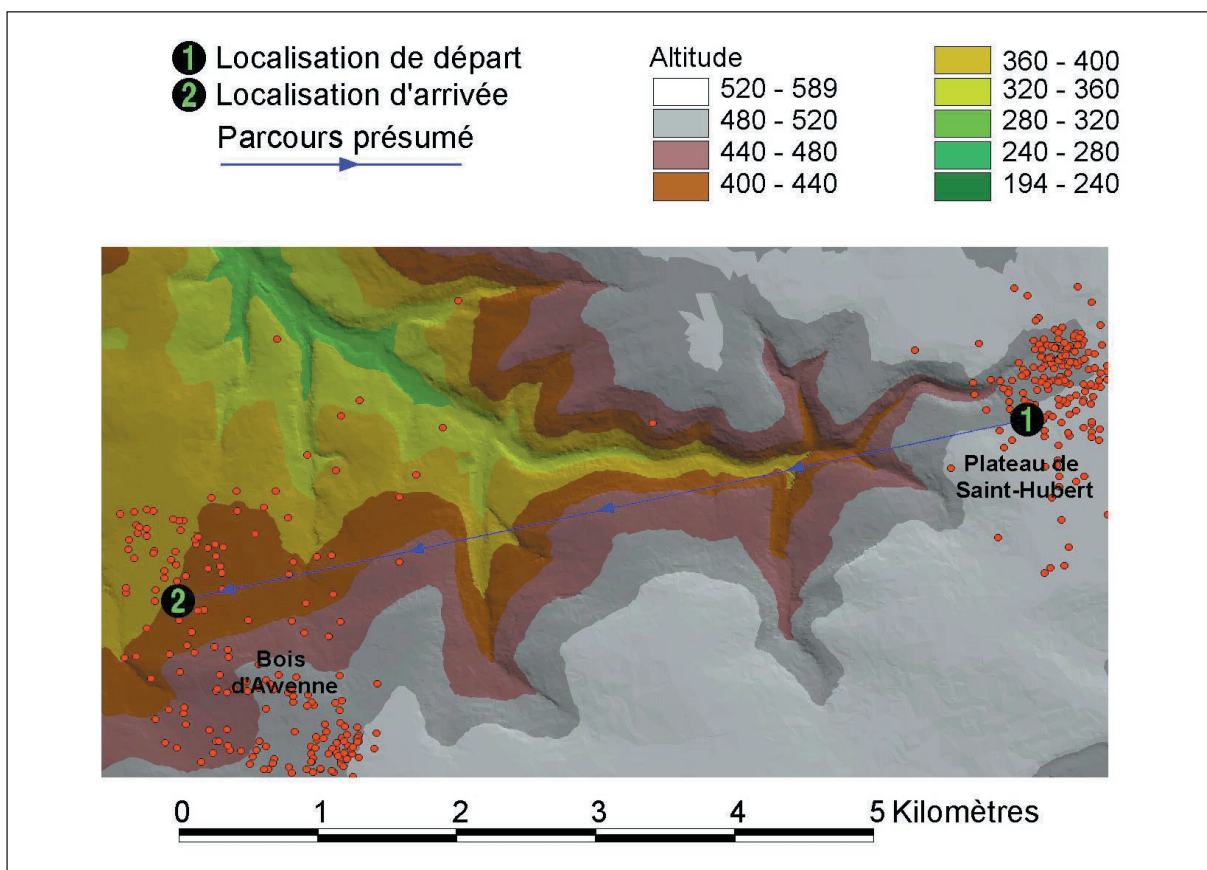 1 Localisation de départ
2 Localisation d'arrivée
Parcours présumé
Altitude
520 - 589
480 - 520
440 - 480
400 - 440
360 - 400
320 - 360
280 - 320
240 - 280
194 - 240
1
Plateau de
Saint-Hubert
2
Bois
d'Awenne
0 1 2 3 4 5 Kilomètres